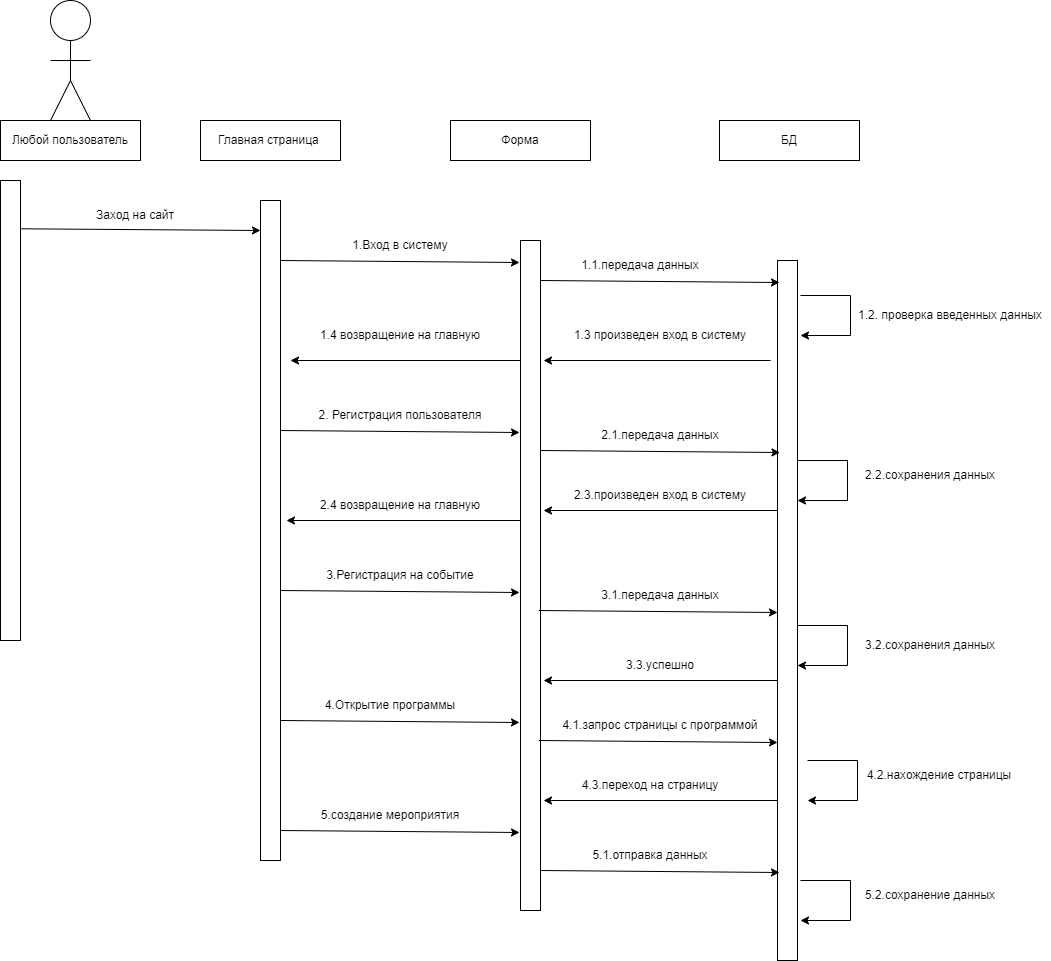 Любой пользователь
Главная страница
Форма
БД
Заход на сайт
1.Вход в систему
1.1.передача данных
1.2. проверка введенных данных
1.3 произведен вход в систему
1.4 возвращение на главную
2. Регистрация пользователя
2.1.передача данных
2.2.сохранения данных
2.3.произведен вход в систему
2.4 возвращение на главную
3.Регистрация на событие
3.1.передача данных
3.2.сохранения данных
3.3.успешно
4.Открытие программы
4.1.запрос страницы с программой
4.2.нахождение страницы
4.3.переход на страницу
5.создание мероприятия
5.1.отправка данных
5.2.сохранение данных